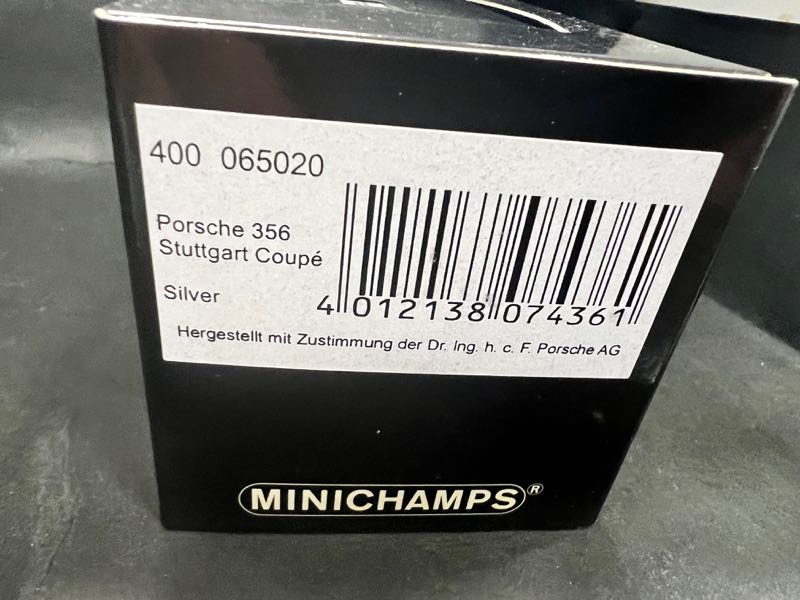 400 065020
Porsche 356
Stuttgart Coupé
Silver
4 012138 074361
Hergestellt mit Zustimmung der Dr. Ing. h. c. F. Porsche AG
MINICHAMPS®